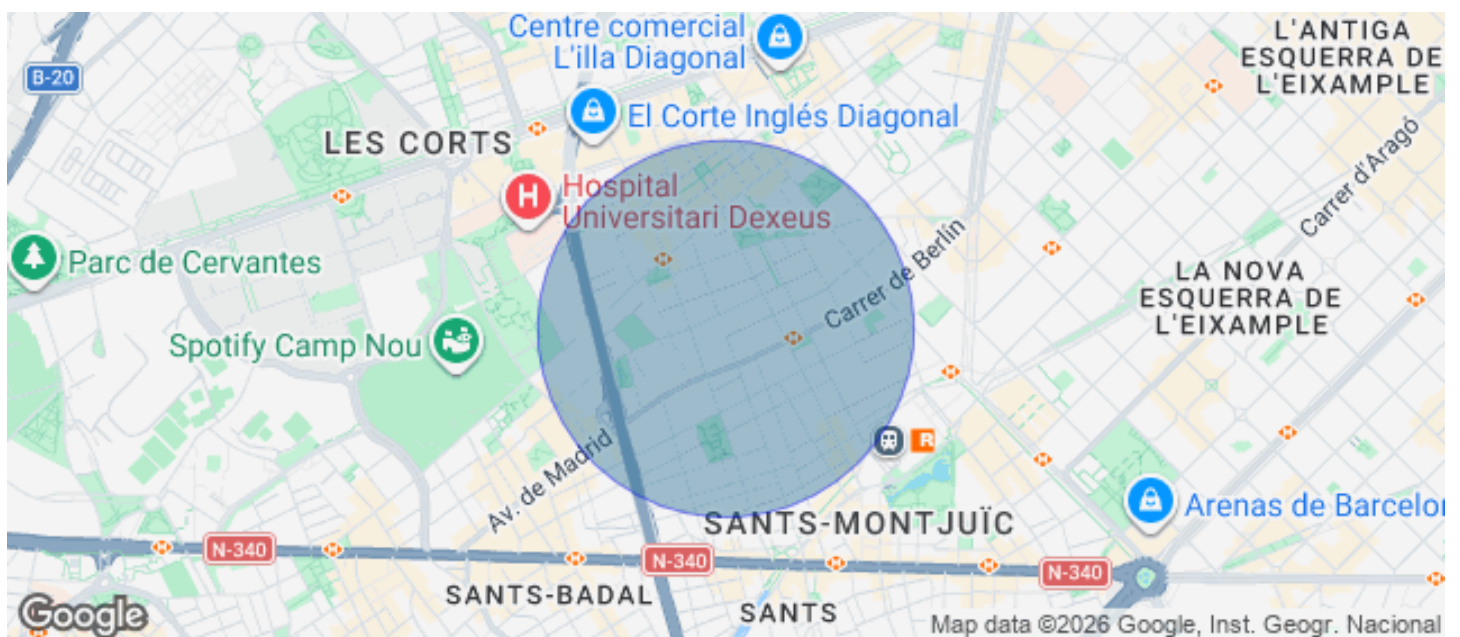 Centre comercial
L'illa Diagonal
L'ANTIGA
ESQUERRA DE
L'EIXAMPLE
B-20
El Corte Inglés Diagonal
LES CORTS
Carrer d'Aragó
H
Hospital
Universitari Dexeus
Parc de Cervantes
Carrer de Berlín
LA NOVA
ESQUERRA DE
L'EIXAMPLE
Spotify Camp Nou
Av. de Madrid
R
Arenas de Barcelo
SANTS-MONTJUÏC
N-340
N-340
N-340
SANTS-BADAL
SANTS
Google
Map data ©2026 Google, Inst. Geogr. Nacional